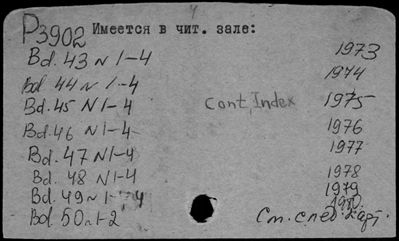 Р3902 Имеется в чит. зале:
Bd. 43 N 1-4 1973
Bd. 44 N 1-4 1974
Bd. 45 N 1-4 Cont. Index 1975
Bd. 46 N 1-4 1976
Bd. 47 N 1-4 1977
Bd. 48 N 1-4 1978
Bd. 49 N 1-4 1979
Bd. 50 N 1-2 1980.
См. след. карт.